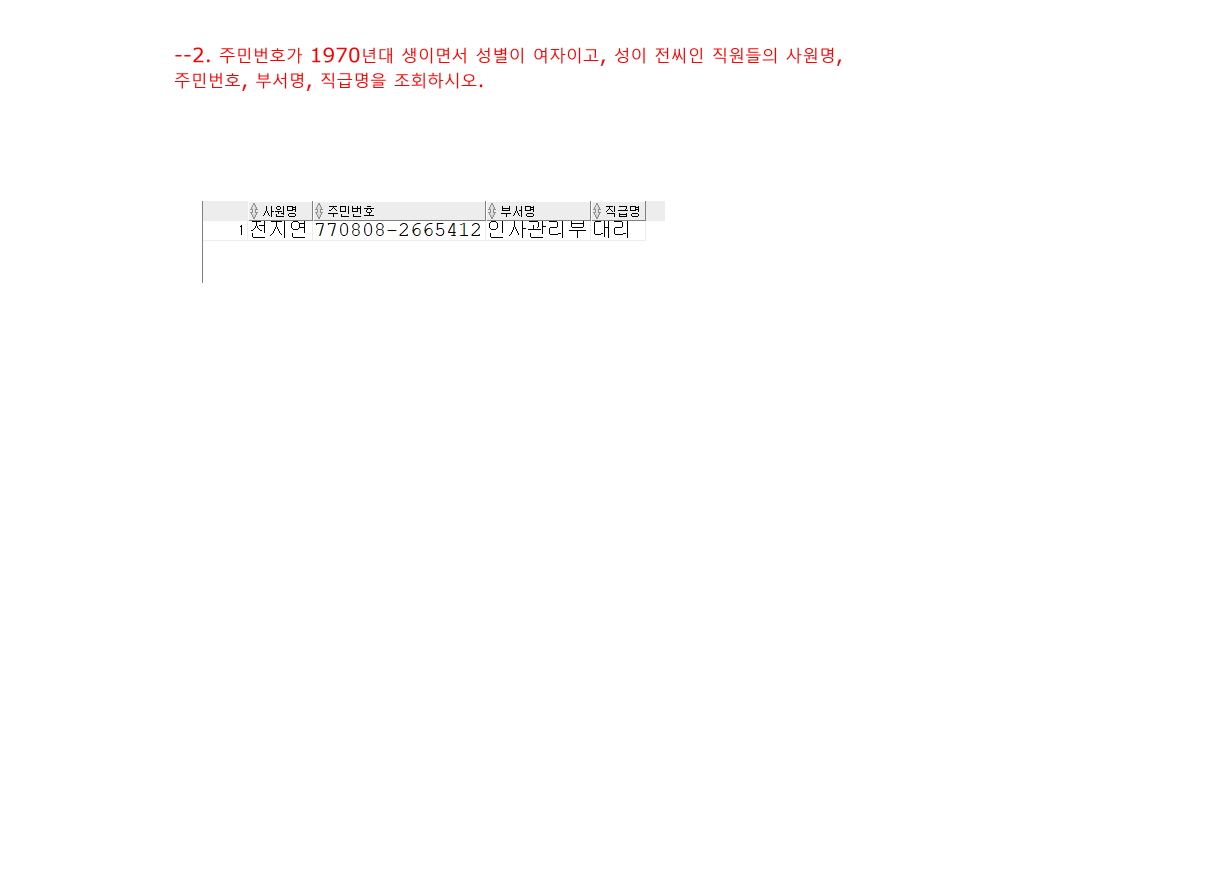 --2. 주민번호가 1970년대 생이면서 성별이 여자이고, 성이 전씨인 직원들의 사원명,
주민번호, 부서명, 직급명을 조회하시오.
사원명 주민번호 부서명 직급명
1 전지연 770808-2665412 인사관리부 대리